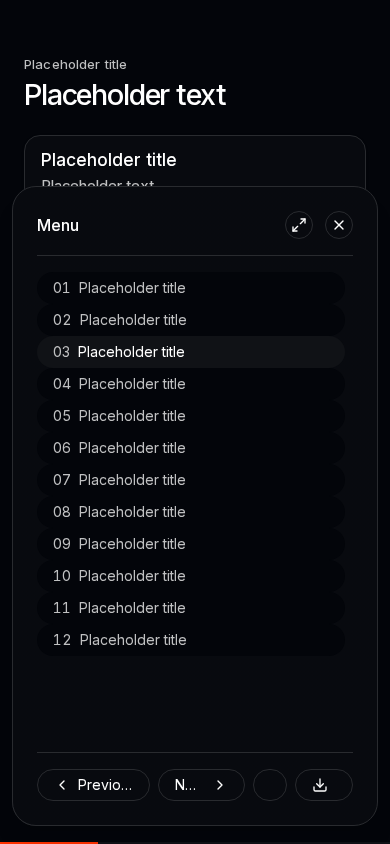 Placeholder title
Placeholder text
Placeholder title
Placeholder text
Menu
01 Placeholder title
02 Placeholder title
03 Placeholder title
04 Placeholder title
05 Placeholder title
06 Placeholder title
07 Placeholder title
08 Placeholder title
09 Placeholder title
10 Placeholder title
11 Placeholder title
12 Placeholder title
Previo… N…